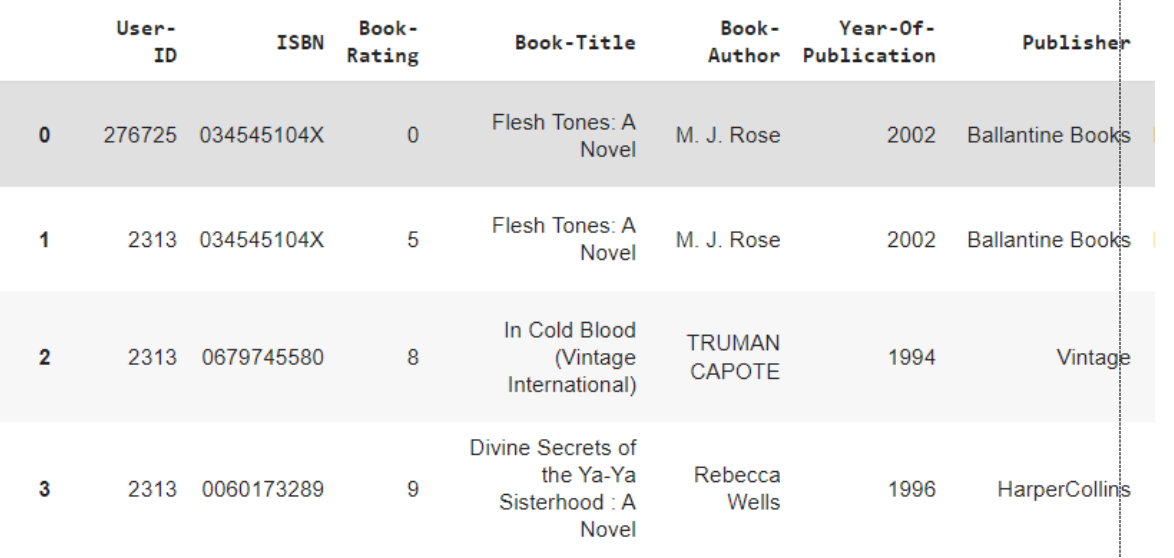 User-ID ISBN Book-Rating Book-Title Book-Author Year-Of-Publication Publisher
0 276725 034545104X 0 Flesh Tones: A Novel M. J. Rose 2002 Ballantine Books
1 2313 034545104X 5 Flesh Tones: A Novel M. J. Rose 2002 Ballantine Books
2 2313 0679745580 8 In Cold Blood (Vintage International) TRUMAN CAPOTE 1994 Vintage
3 2313 0060173289 9 Divine Secrets of the Ya-Ya Sisterhood : A Novel Rebecca Wells 1996 HarperCollins